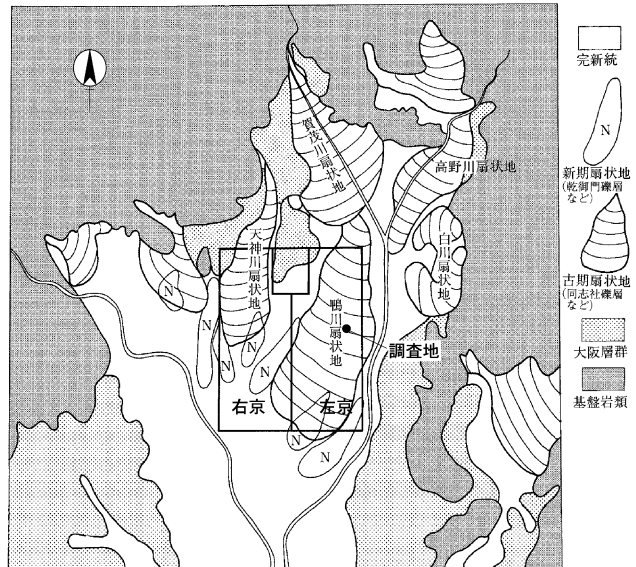 賀茂川扇状地
高野川扇状地
白川扇状地
天神川扇状地
鴨川扇状地
調査地
右京
左京
N
N
N
N
N
N
N
完新統
N
新期扇状地
(乾御門礫層
など)
古期扇状地
(同志社礫層
など)
大阪層群
基盤岩類